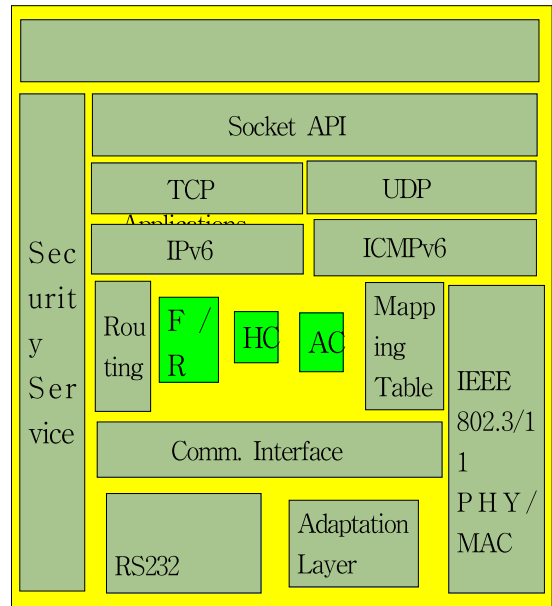 Socket API
TCP
UDP
Applications
IPv6
ICMPv6
Sec
urit
y
Ser
vice
Rou
ting
F /
R
HC
AC
Mapp
ing
Table
IEEE
802.3/1
1
P H Y /
MAC
Comm. Interface
RS232
Adaptation
Layer